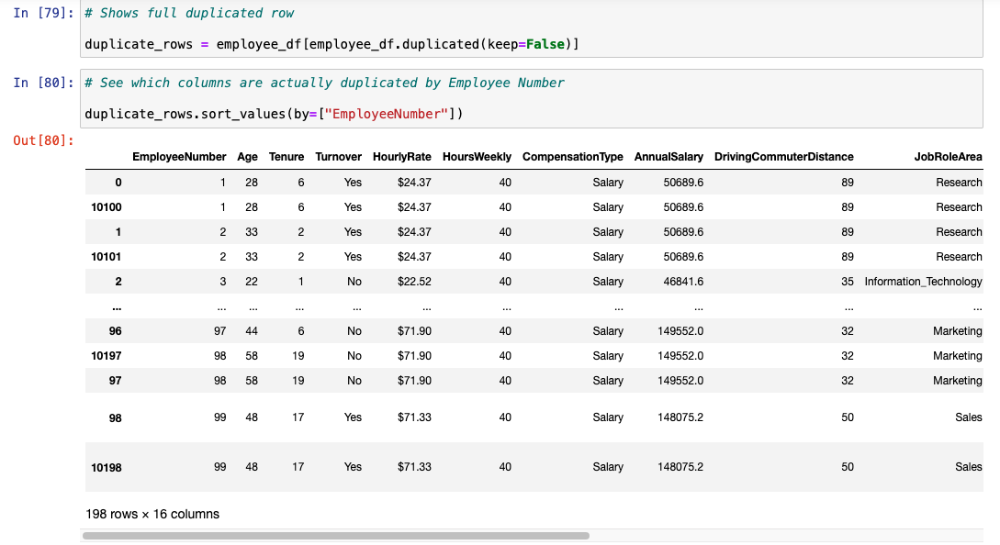 In [79]: # Shows full duplicated row
duplicate_rows = employee_df[employee_df.duplicated(keep=False)]
In [80]: # See which columns are actually duplicated by Employee Number
duplicate_rows.sort_values(by=["EmployeeNumber"])
Out[80]:
EmployeeNumber Age Tenure Turnover HourlyRate HoursWeekly CompensationType AnnualSalary DrivingCommuterDistance JobRoleArea
0 1 28 6 Yes $24.37 40 Salary 50689.6 89 Research
10100 1 28 6 Yes $24.37 40 Salary 50689.6 89 Research
1 2 33 2 Yes $24.37 40 Salary 50689.6 89 Research
10101 2 33 2 Yes $24.37 40 Salary 50689.6 89 Research
2 3 22 1 No $22.52 40 Salary 46841.6 35 Information_Technology
... ... ... ... ... ... ... ... ... ... ...
96 97 44 6 No $71.90 40 Salary 149552.0 32 Marketing
10197 98 58 19 No $71.90 40 Salary 149552.0 32 Marketing
97 98 58 19 No $71.90 40 Salary 149552.0 32 Marketing
98 99 48 17 Yes $71.33 40 Salary 148075.2 50 Sales
10198 99 48 17 Yes $71.33 40 Salary 148075.2 50 Sales
198 rows × 16 columns